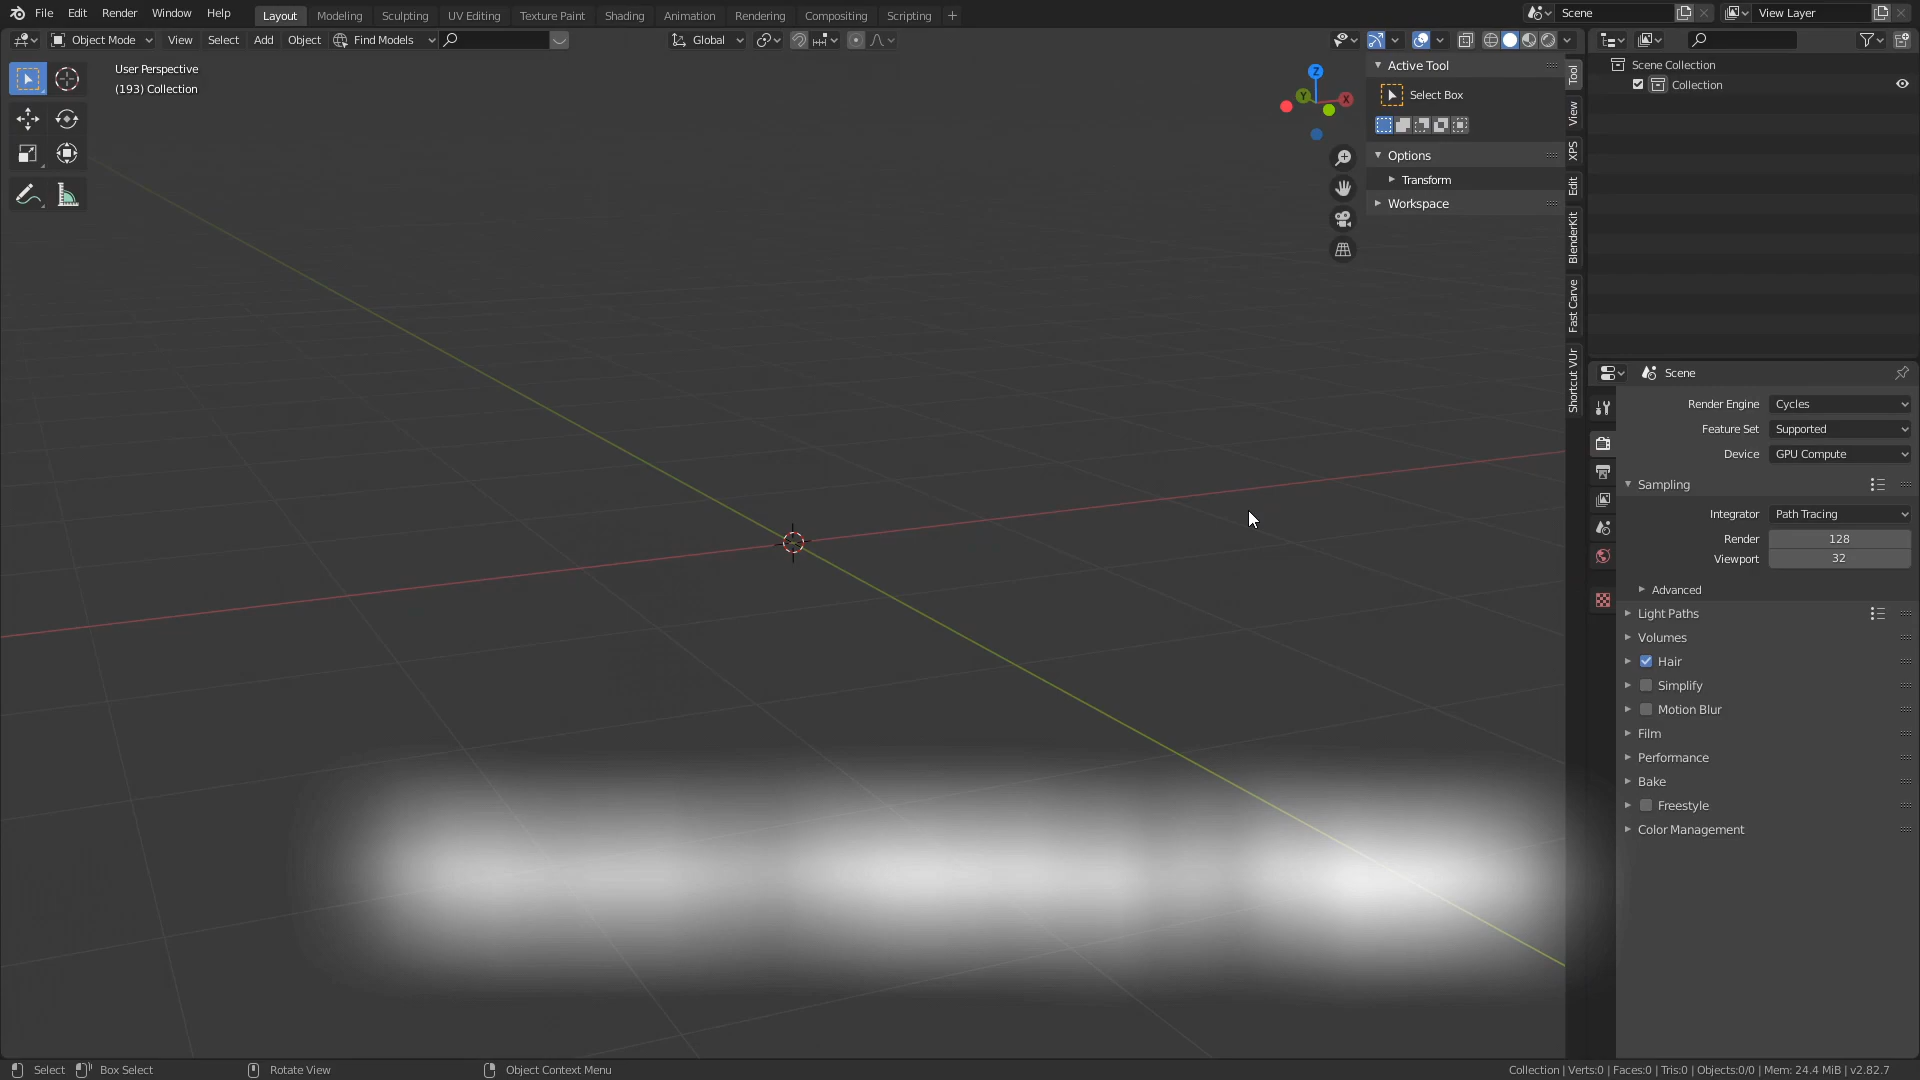 File Edit Render Window Help Layout Modeling Sculpting UV Editing Texture Paint Shading Animation Rendering Compositing Scripting + Scene View Layer
Object Mode View Select Add Object Find Models Global
User Perspective
(193) Collection
Z
Y
X
Active Tool
Select Box
Options
Transform
Workspace
Tool
View
XPS
Edit
BlenderKit
Fast Carve
Shortcut VUr
Scene Collection
Collection
Scene
Render Engine Cycles
Feature Set Supported
Device GPU Compute
Sampling
Integrator Path Tracing
Render 128
Viewport 32
Advanced
Light Paths
Volumes
Hair
Simplify
Motion Blur
Film
Performance
Bake
Freestyle
Color Management
Select Box Select Rotate View Object Context Menu Collection | Verts:0 | Faces:0 | Tris:0 | Objects:0/0 | Mem: 24.4 MiB | v2.82.7